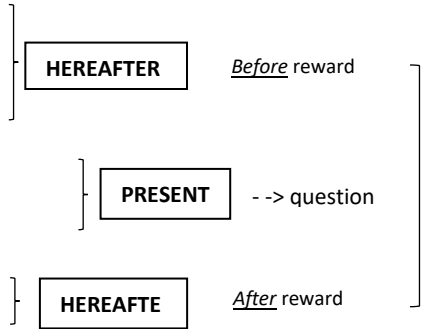 HEREAFTER Before reward
PRESENT - -> question
HEREAFTE After reward